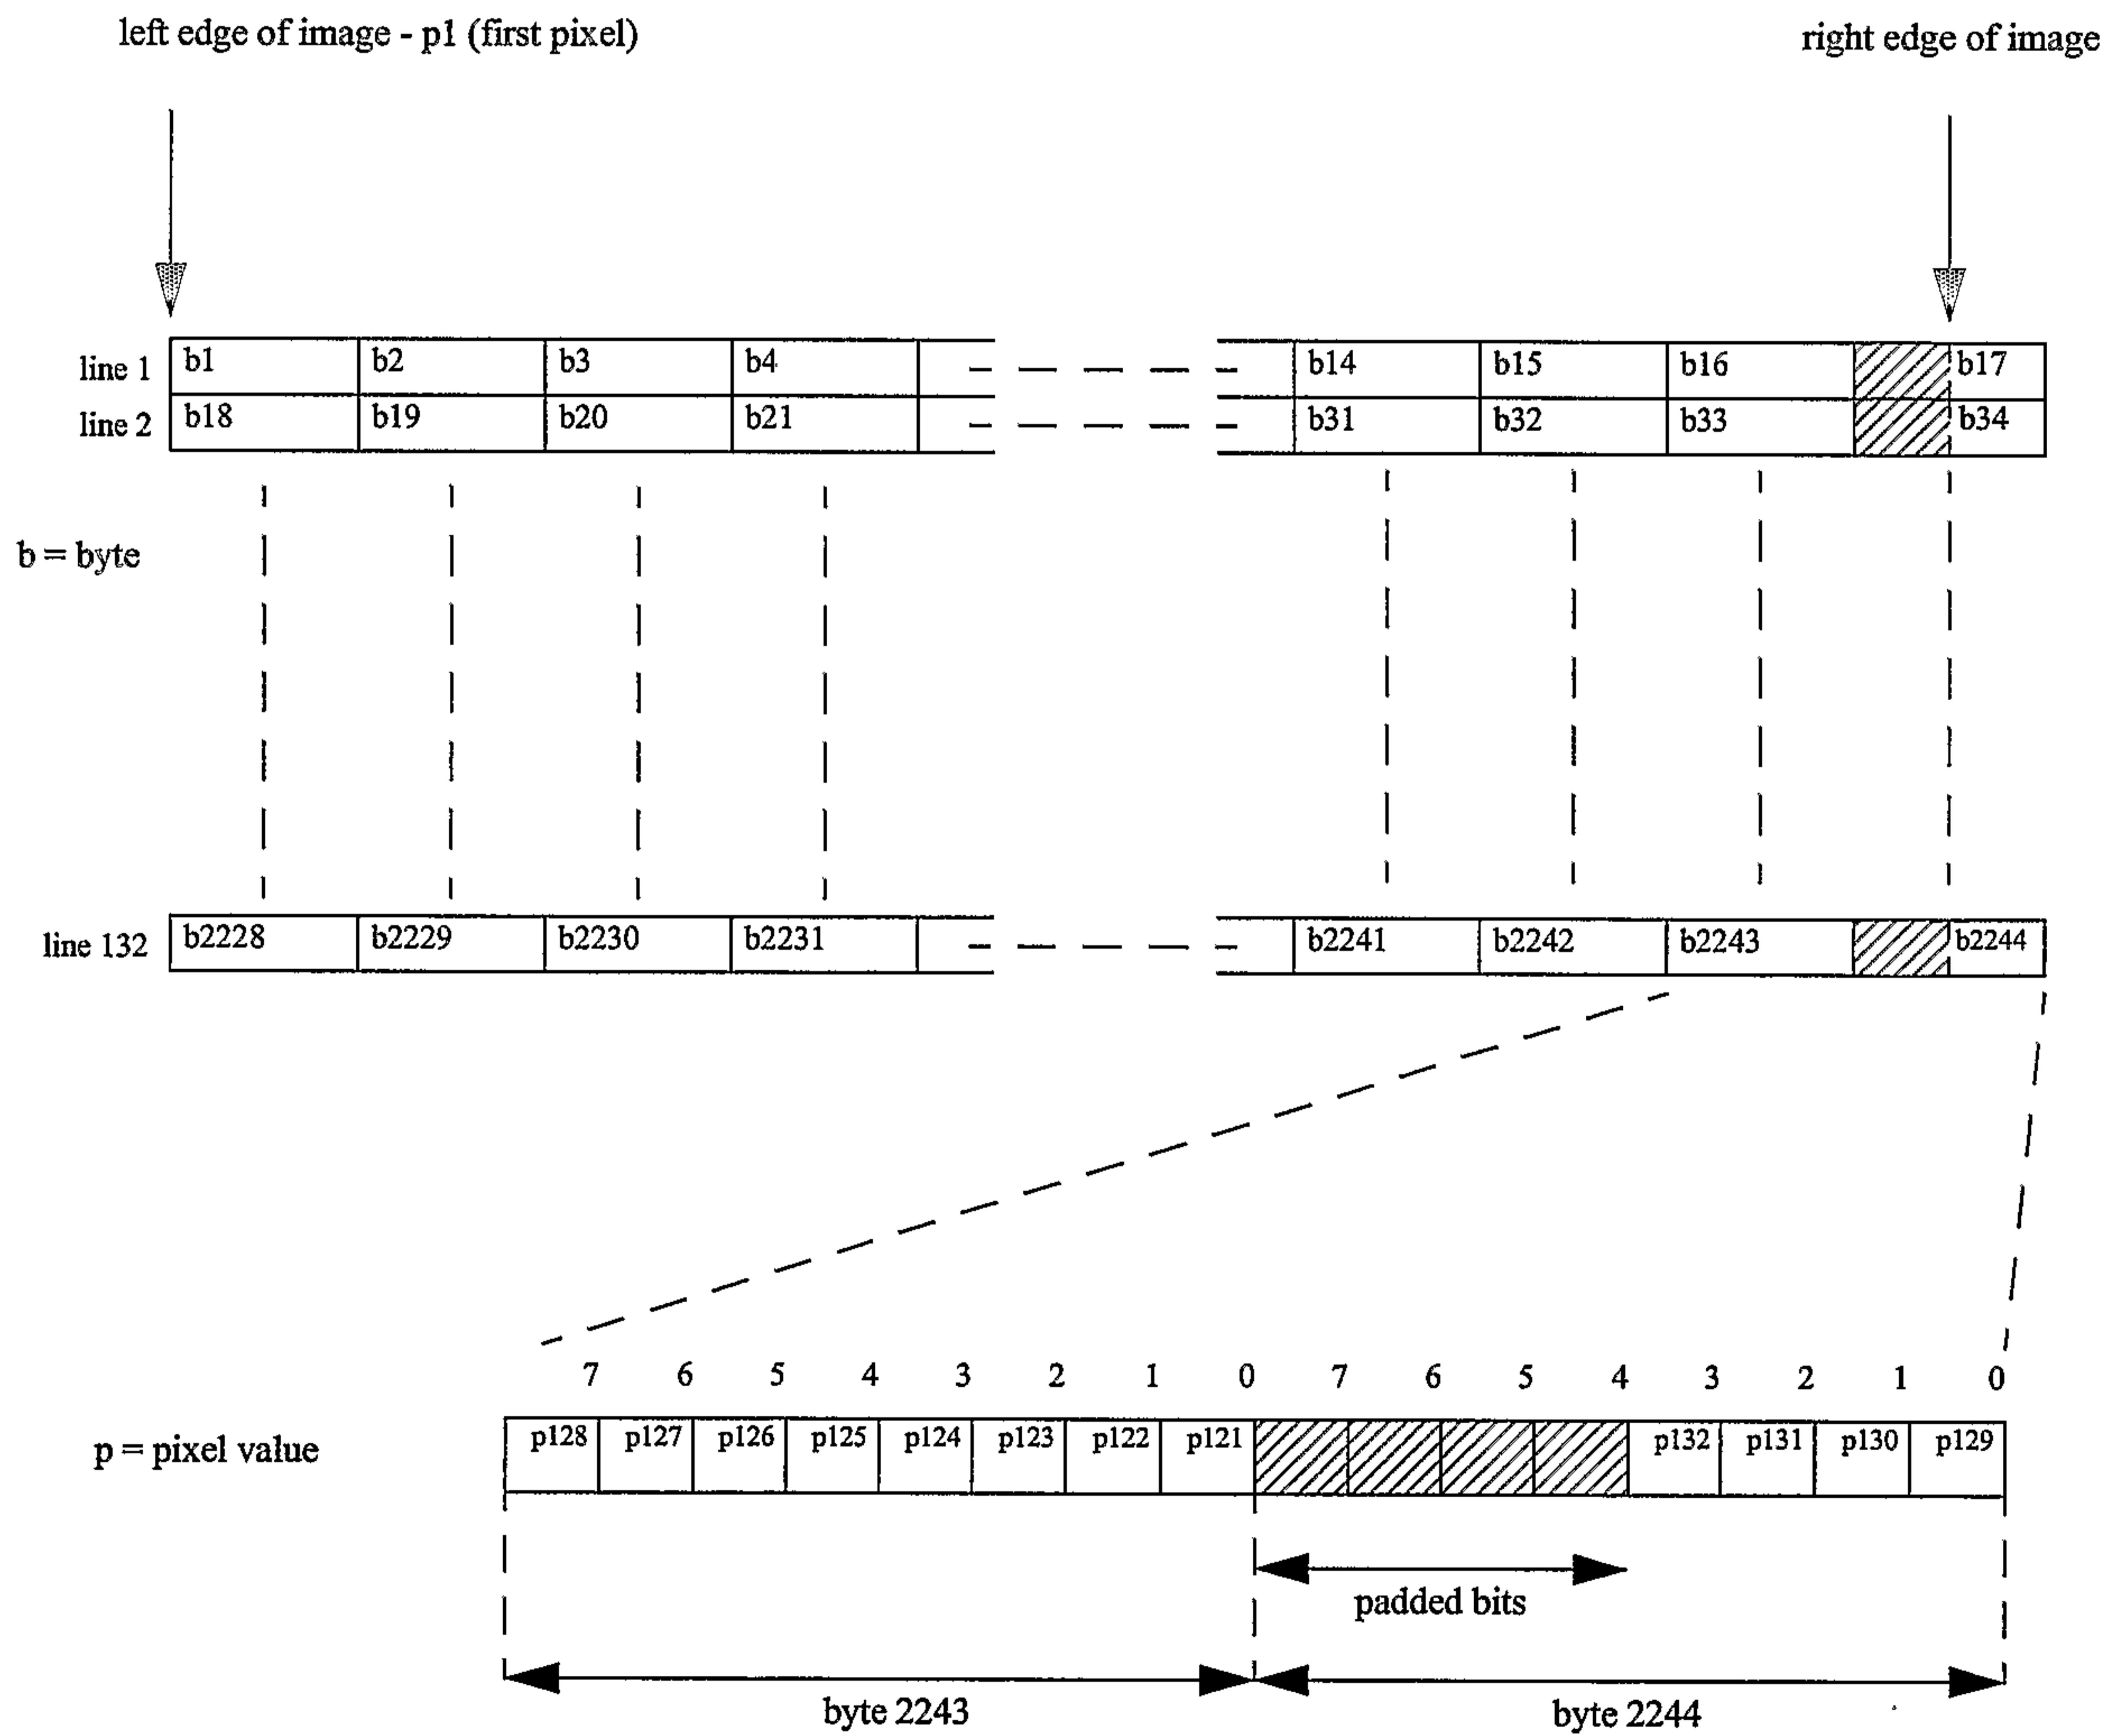 left edge of image - p1 (first pixel)
right edge of image
line 1 b1 b2 b3 b4 b14 b15 b16 b17
line 2 b18 b19 b20 b21 b31 b32 b33 b34
b = byte
line 132 b2228 b2229 b2230 b2231 b2241 b2242 b2243 b2244
7 6 5 4 3 2 1 0 7 6 5 4 3 2 1 0
p = pixel value p128 p127 p126 p125 p124 p123 p122 p121 p132 p131 p130 p129
padded bits
byte 2243 byte 2244